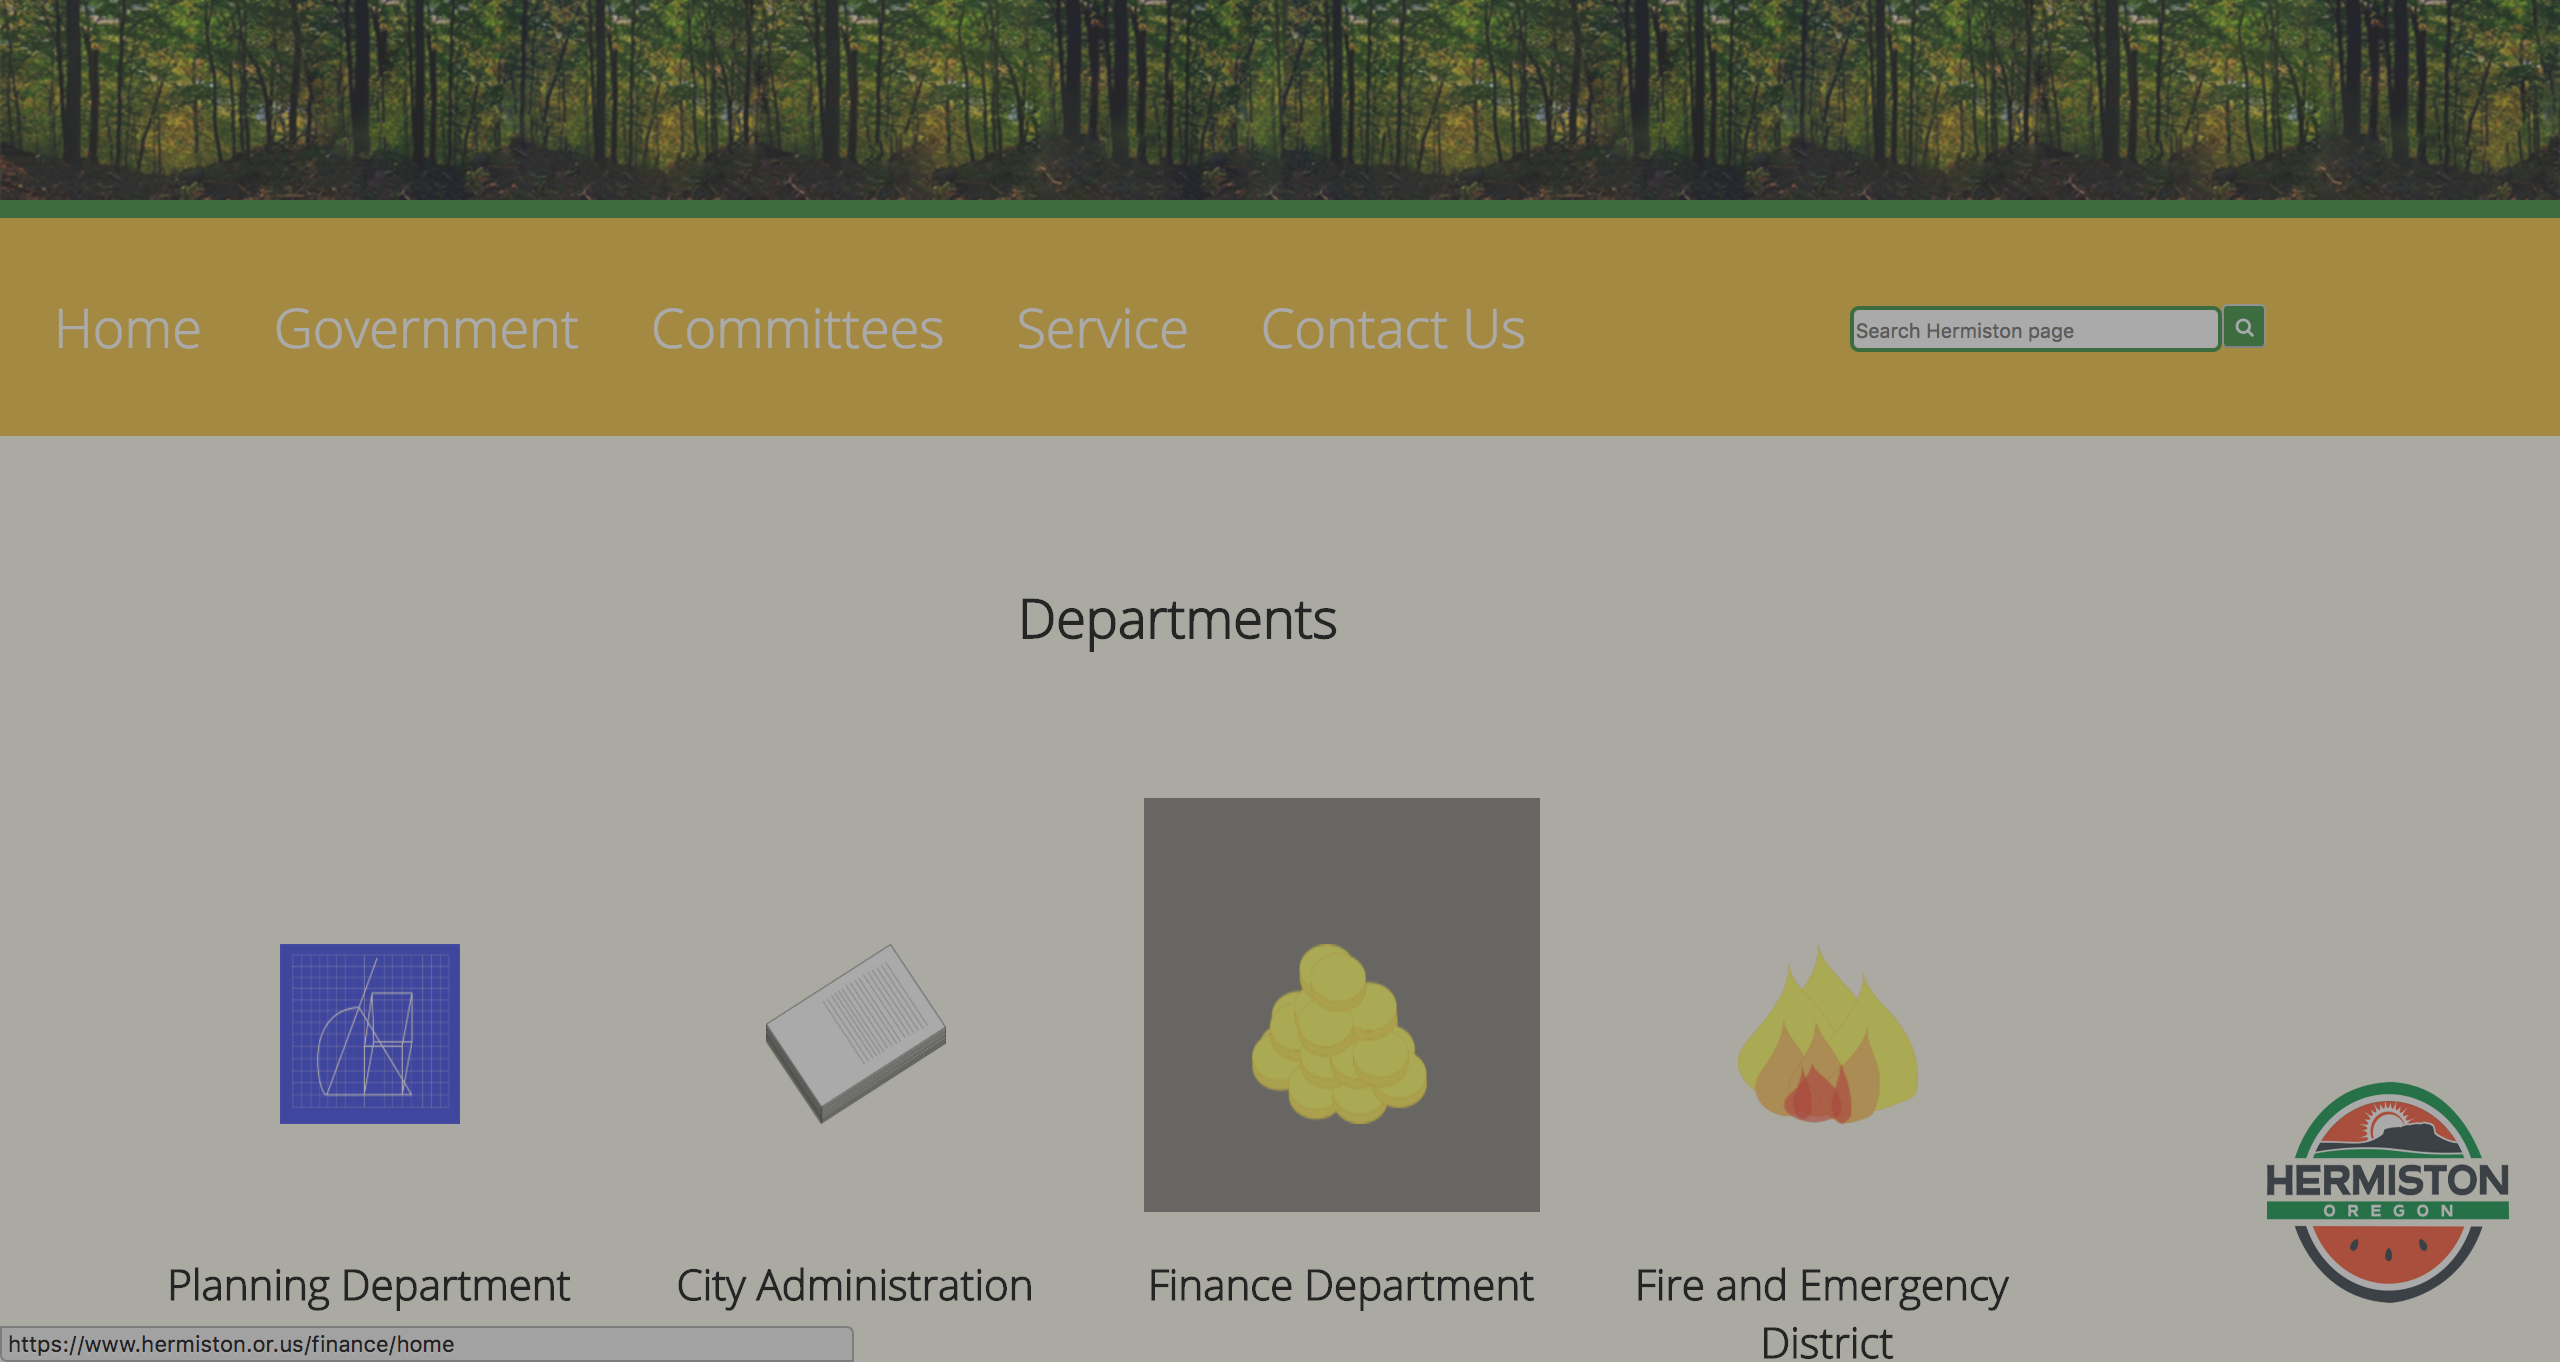 Home Government Committees Service Contact Us Search Hermiston page
Departments
HERMISTON
OREGON
Planning Department City Administration Finance Department Fire and Emergency
District
https://www.hermiston.or.us/finance/home